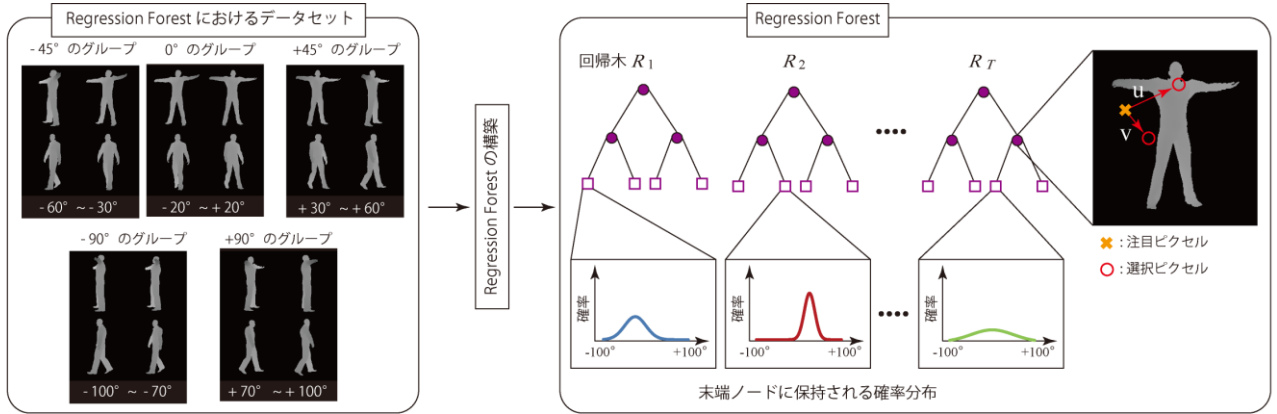 Regression Forest におけるデータセット
- 45° のグループ
0° のグループ
+45° のグループ
- 60° ~ - 30°
- 20° ~ + 20°
+ 30° ~ + 60°
- 90° のグループ
+90° のグループ
- 100° ~ - 70°
+ 70° ~ + 100°
Regression Forest の構築
Regression Forest
回帰木 R1
R2
RT
u
v
✖ : 注目ピクセル
○ : 選択ピクセル
確率
-100°
+100°
確率
-100°
+100°
確率
-100°
+100°
末端ノードに保持される確率分布